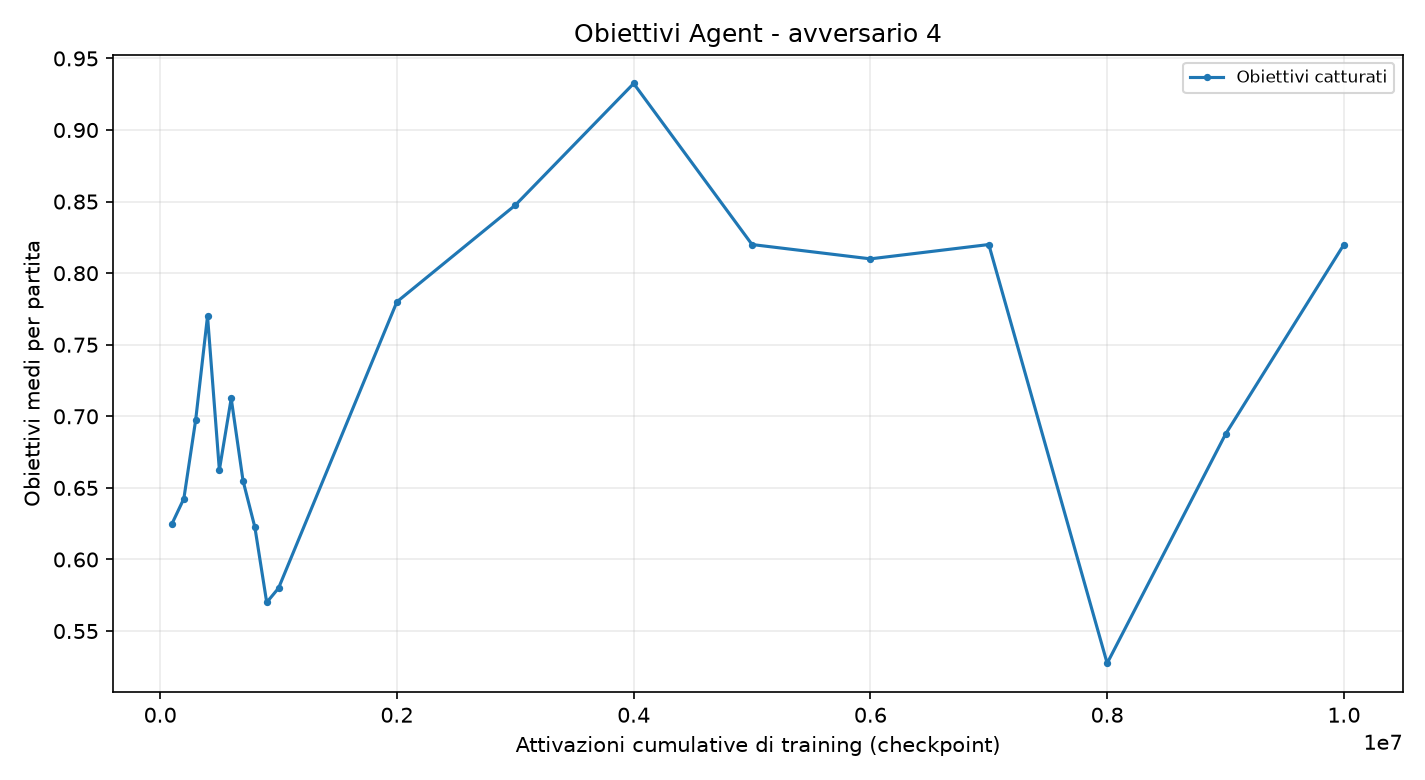 Obiettivi Agent - avversario 4
Obiettivi catturati
Obiettivi medi per partita
0.95
0.90
0.85
0.80
0.75
0.70
0.65
0.60
0.55
0.0 0.2 0.4 0.6 0.8 1.0
1e7
Attivazioni cumulative di training (checkpoint)